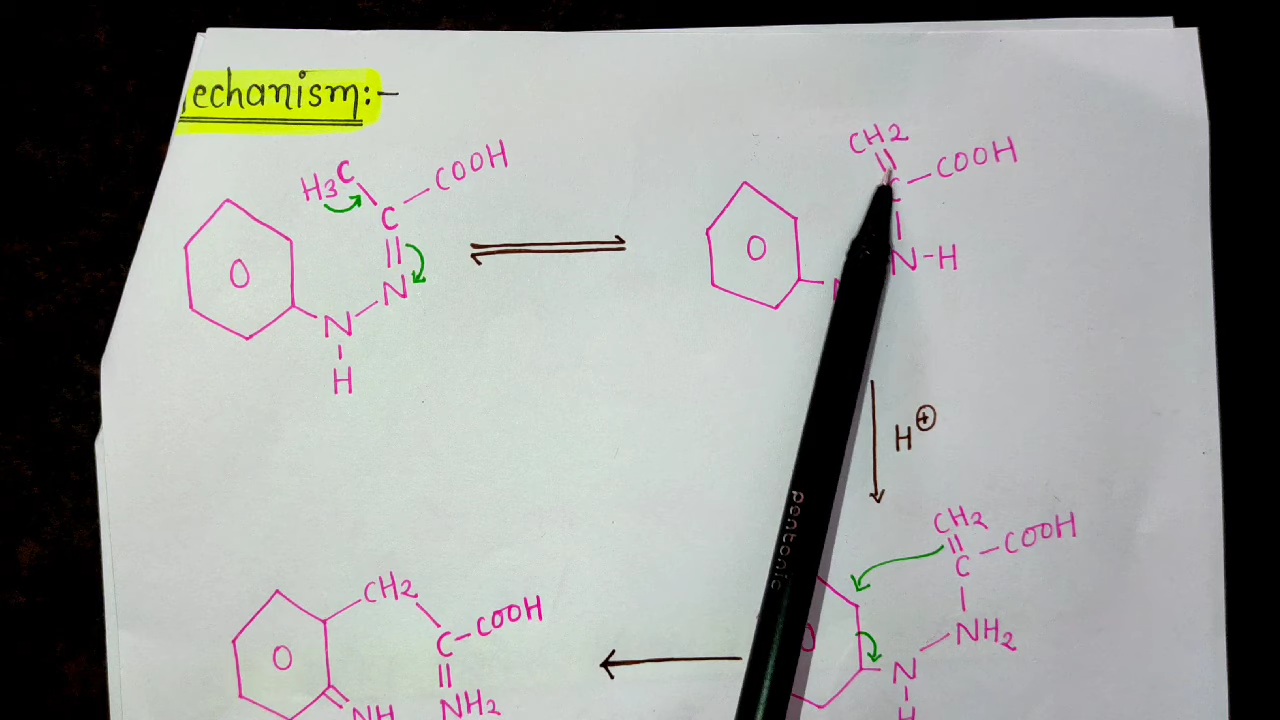 echanism:-
H3C
COOH
C
N
N
H
O
CH2
COOH
C
N-H
O
H⊕
CH2
COOH
C
NH2
N
H
pentonic
CH2
C-COOH
NH2
O
NH